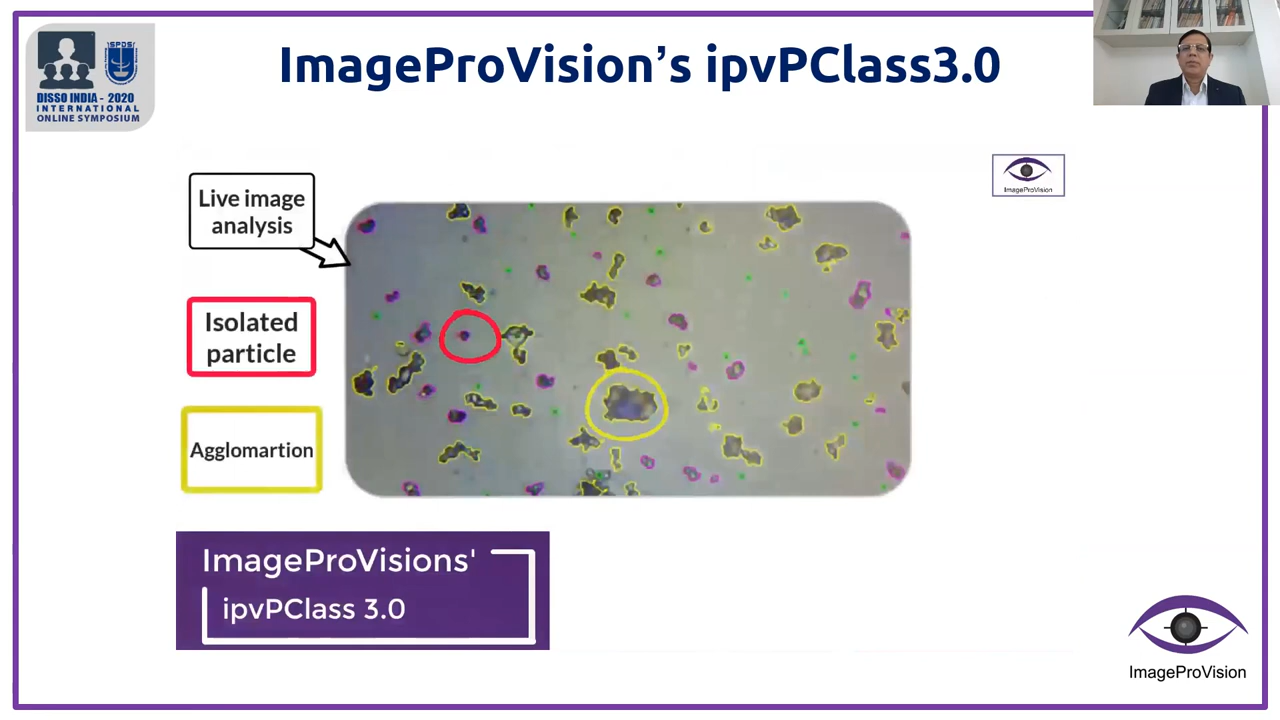 ImageProVision’s ipvPClass3.0
SPDS
DISSO INDIA - 2020
INTERNATIONAL
ONLINE SYMPOSIUM
ImageProVision
Live image
analysis
Isolated
particle
Agglomartion
ImageProVisions'
ipvPClass 3.0
ImageProVision